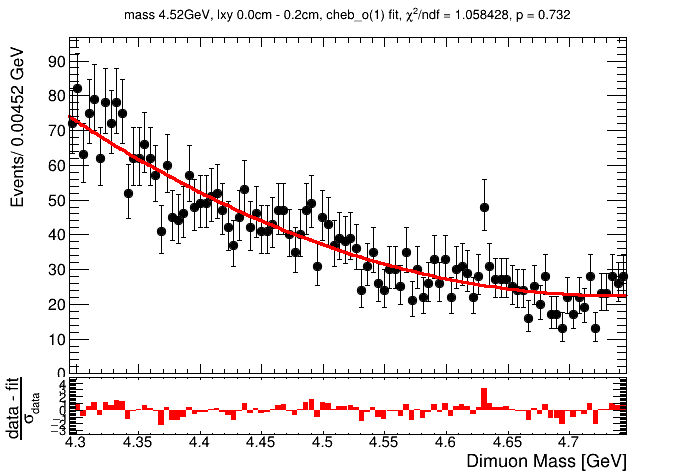 mass 4.52GeV, lxy 0.0cm - 0.2cm, cheb_o(1) fit, χ²/ndf = 1.058428, p = 0.732
Events/ 0.00452 GeV
90
80
70
60
50
40
30
20
10
0
data - fit
σdata
4
3
2
0
−2
−3
4.3 4.35 4.4 4.45 4.5 4.55 4.6 4.65 4.7
Dimuon Mass [GeV]